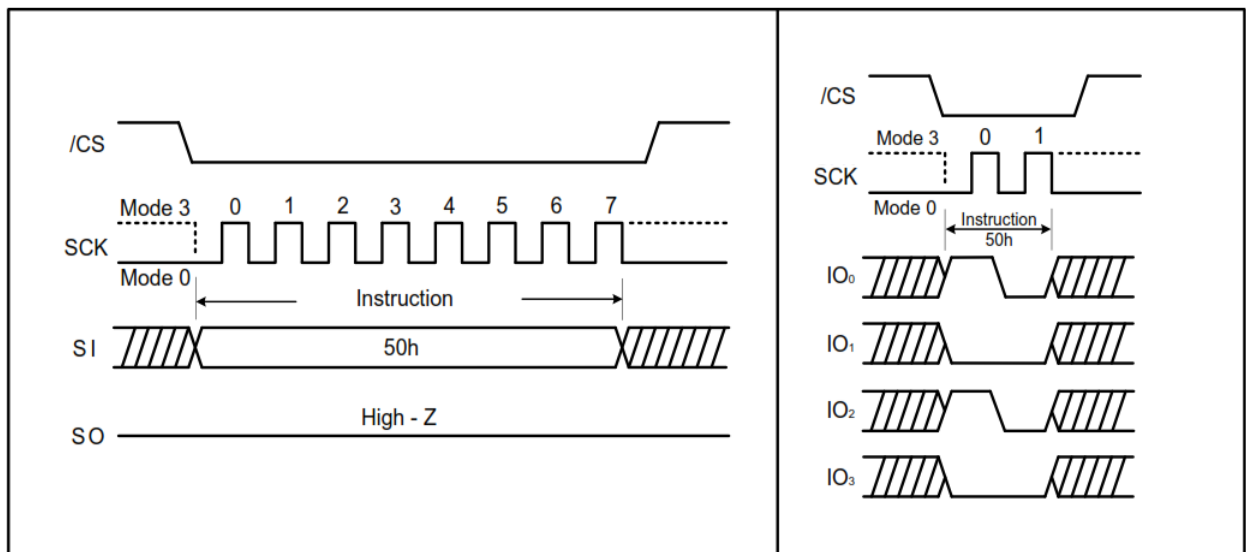 /CS
Mode 3
0 1 2 3 4 5 6 7
SCK
Mode 0
Instruction
SI
50h
High - Z
SO
/CS
Mode 3
0 1
SCK
Mode 0
Instruction
50h
IO₀
IO₁
IO₂
IO₃